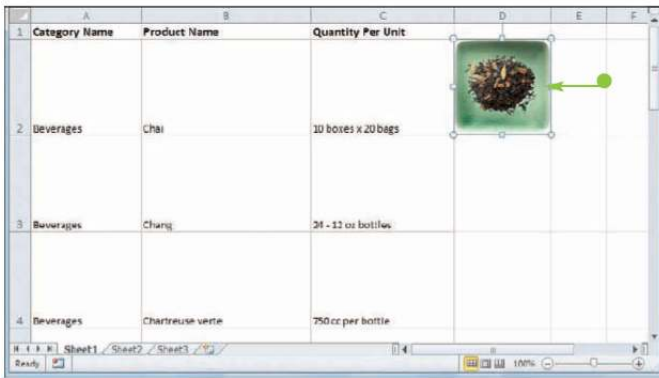 A B C D E F
1 Category Name Product Name Quantity Per Unit
2 Beverages Chai 10 boxes x 20 bags
3 Beverages Chang 24 - 12 oz bottles
4 Beverages Chartreuse verte 750 cc per bottle
Sheet1 Sheet2 Sheet3
Ready 100%